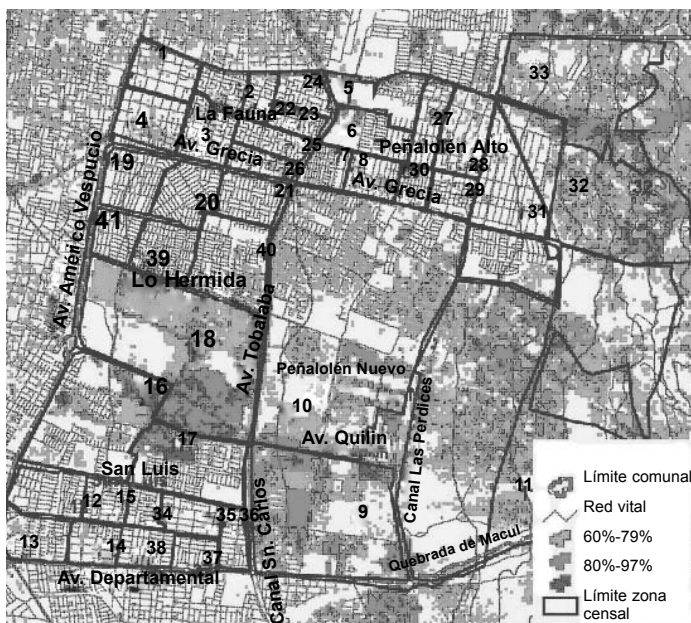 1
2
24
5
33
4
La Fauna
22
23
27
3
6
Peñalolén Alto
Av. Grecia
25
7
8
30
28
32
19
26
Av. Grecia
29
20
21
31
41
40
39
Lo Hermida
Av. Américo Vespucio
18
Av. Tobalaba
Peñalolén Nuevo
16
10
Canal Las Perdices
17
Av. Quilin
San Luis
11
12
15
34
35
36
9
13
14
38
37
Av. Departamental
Canal Sn. Carlos
Quebrada de Macul
Límite comunal
Red vital
60%-79%
80%-97%
Límite zona
censal